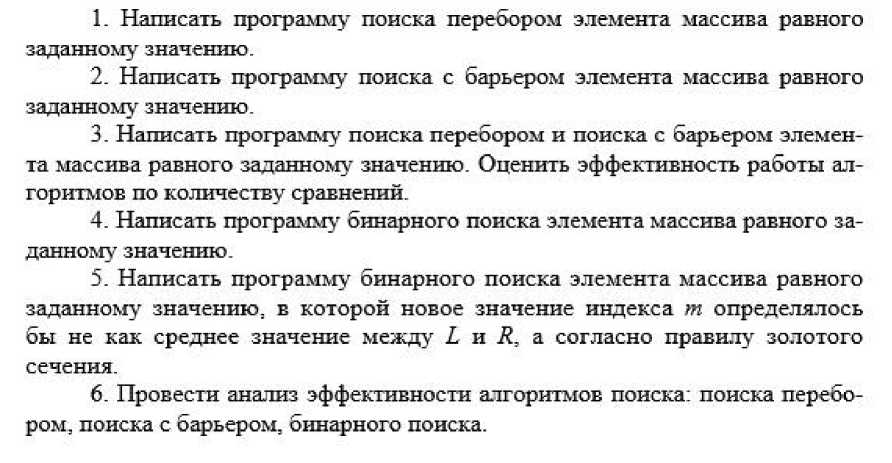 1. Написать программу поиска перебором элемента массива равного
заданному значению.
2. Написать программу поиска с барьером элемента массива равного
заданному значению.
3. Написать программу поиска перебором и поиска с барьером элемен-
та массива равного заданному значению. Оценить эффективность работы ал-
горитмов по количеству сравнений.
4. Написать программу бинарного поиска элемента массива равного за-
данному значению.
5. Написать программу бинарного поиска элемента массива равного
заданному значению, в которой новое значение индекса m определялось
бы не как среднее значение между L и R, а согласно правилу золотого
сечения.
6. Провести анализ эффективности алгоритмов поиска: поиска перебо-
ром, поиска с барьером, бинарного поиска.